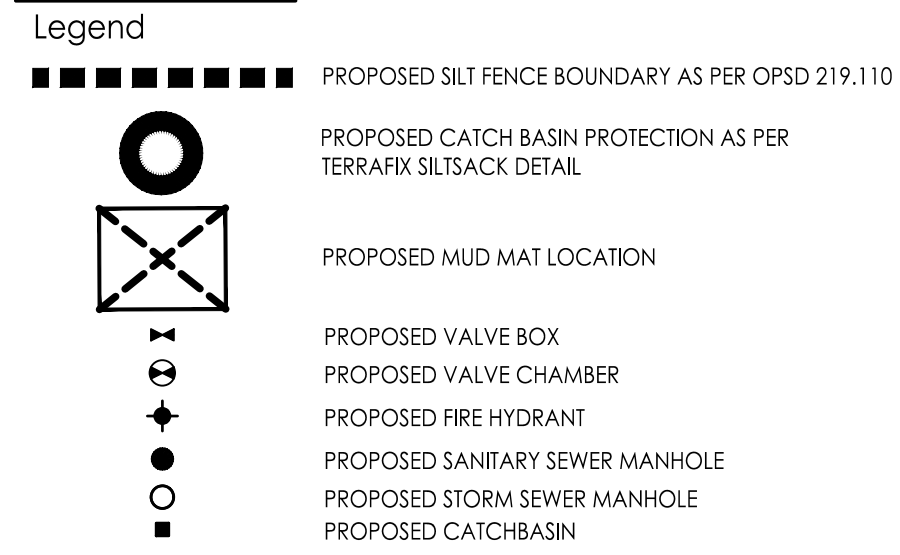 Legend
PROPOSED SILT FENCE BOUNDARY AS PER OPSD 219.110
PROPOSED CATCH BASIN PROTECTION AS PER
TERRAFIX SILTSACK DETAIL
PROPOSED MUD MAT LOCATION
PROPOSED VALVE BOX
PROPOSED VALVE CHAMBER
PROPOSED FIRE HYDRANT
PROPOSED SANITARY SEWER MANHOLE
PROPOSED STORM SEWER MANHOLE
PROPOSED CATCHBASIN